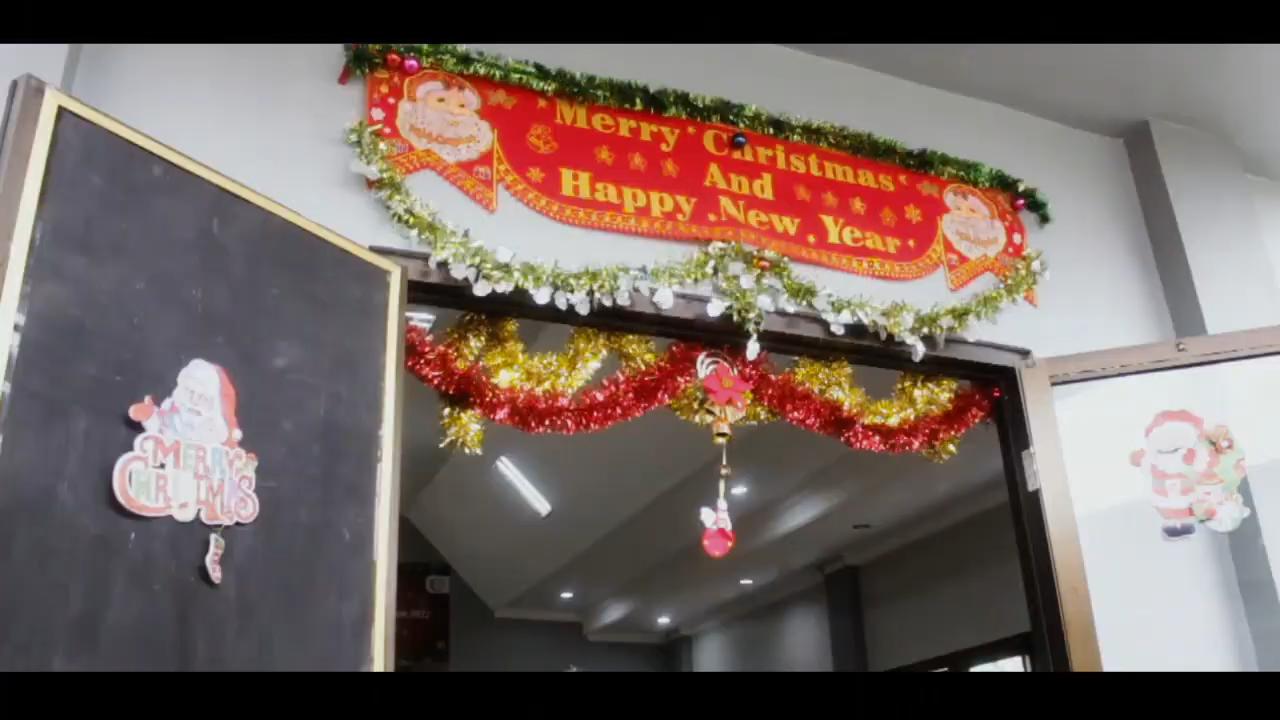 Merry Christmas
And
Happy New Year
MERRY
CHRISTMAS